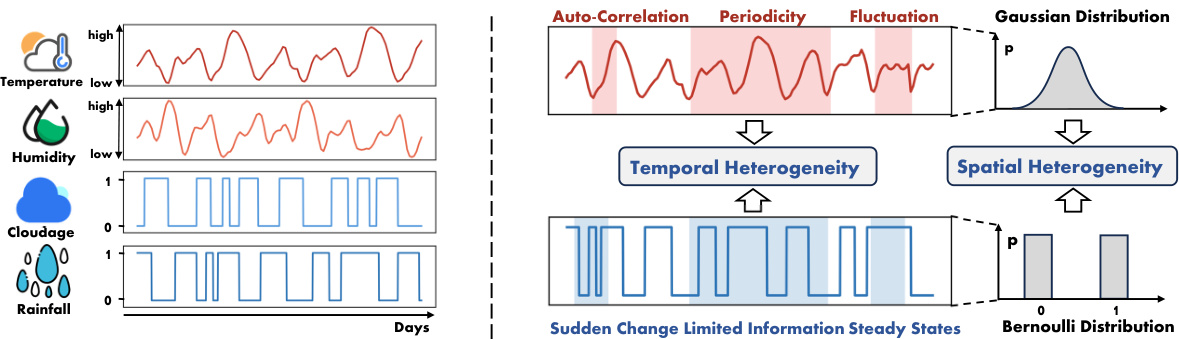 Temperature
high
low
Humidity
high
low
Cloudage
1
0
Rainfall
1
0
Days
Auto-Correlation Periodicity Fluctuation
Gaussian Distribution
p
Temporal Heterogeneity
Spatial Heterogeneity
p
0 1
Sudden Change Limited Information Steady States
Bernoulli Distribution